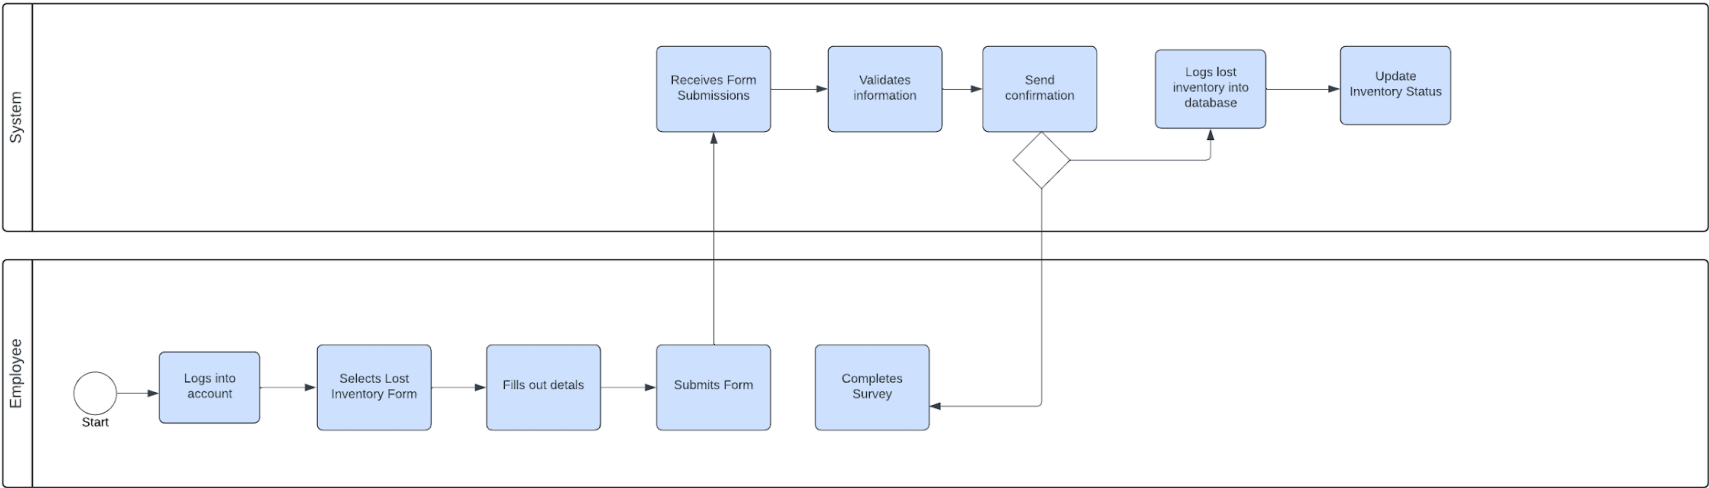 System
Receives Form
Submissions
Validates
information
Send
confirmation
Logs lost
inventory into
database
Update
Inventory Status
Employee
Start
Logs into
account
Selects Lost
Inventory Form
Fills out detals
Submits Form
Completes
Survey